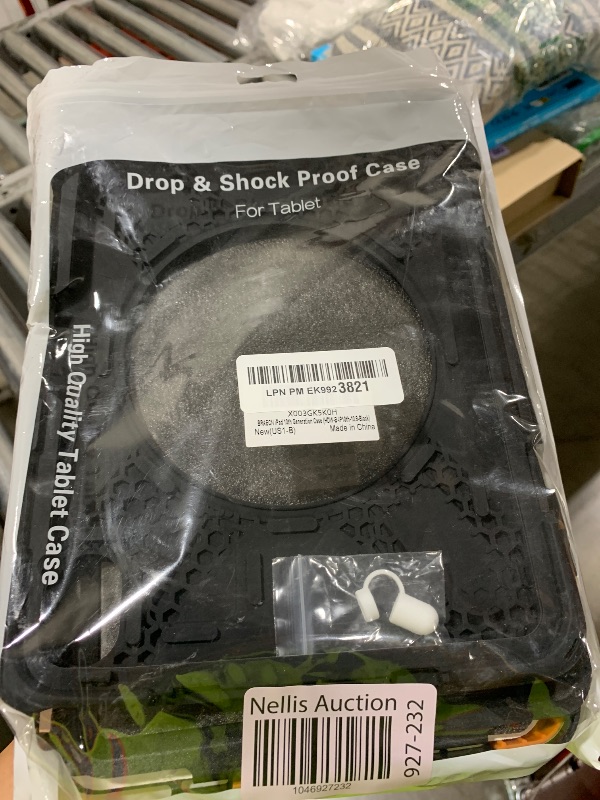 Drop & Shock Proof Case
For Tablet
High Quality Tablet Case
LPN PM EK9923821
X003GK5K0H
New(US1-B) Made in China
Nellis Auction
1046927232
927-232